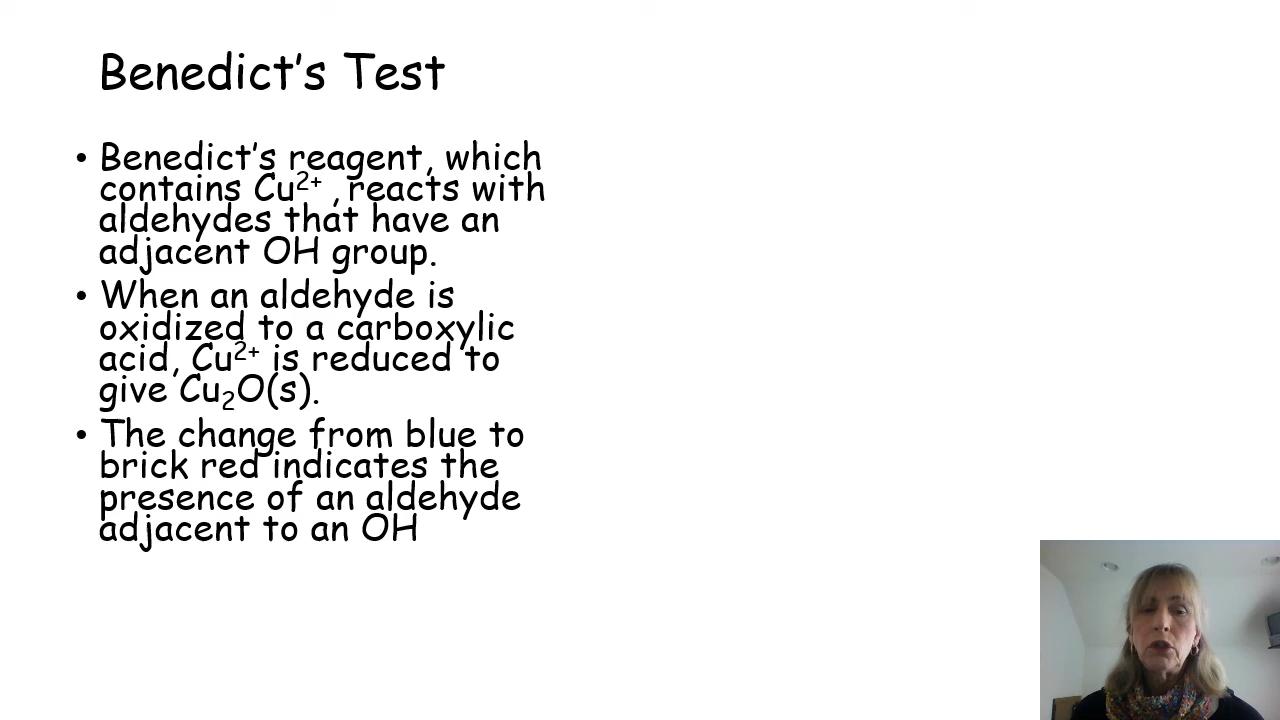 Benedict's Test
• Benedict's reagent, which
contains Cu²⁺ , reacts with
aldehydes that have an
adjacent OH group.
• When an aldehyde is
oxidized to a carboxylic
acid, Cu²⁺ is reduced to
give Cu₂O(s).
• The change from blue to
brick red indicates the
presence of an aldehyde
adjacent to an OH